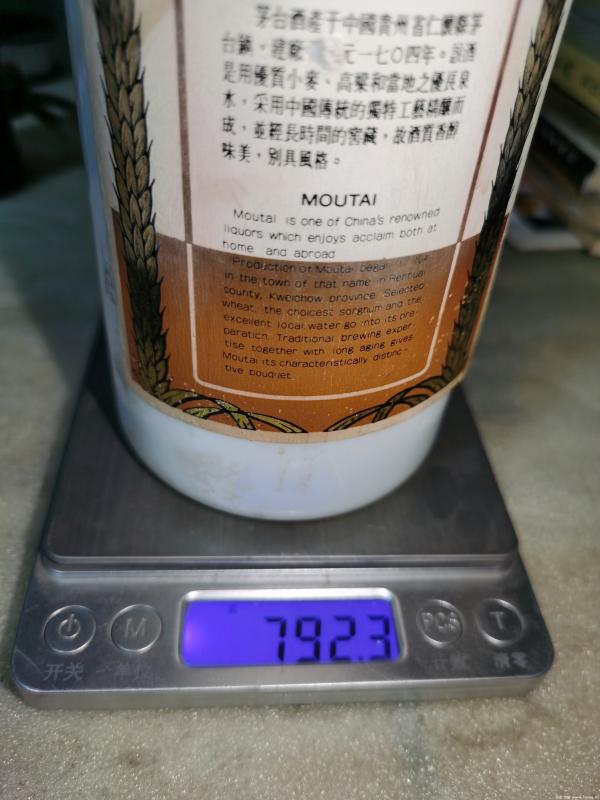 茅台酒產于中國貴州省仁懷縣茅
台鎮，建 元一七〇四年。該酒
是用優質小麥、高粱和當地之優良泉
水，采用中國傳統的獨特工藝精釀而
成，並經長時間的窖藏，故酒質香醇
味美，別具風格。
MOUTAI
Moutai is one of China's renowned
liquors which enjoys acclaim both at
home and abroad
Production of Moutai began
in the town of that name in Renhuai
county, Kweichow province. Selected
wheat, the choicest sorghum and the
excellent local water go into its pre-
paration. Traditional brewing exper-
tise together with long aging gives
Moutai its characteristically distinc-
tive bouquet.
792.3
M
PCS
T
开关
单位
计数
清零